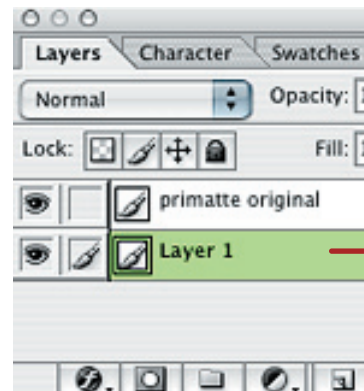 Layers Character Swatches
Normal Opacity:
Lock: Fill:
primatte original
Layer 1